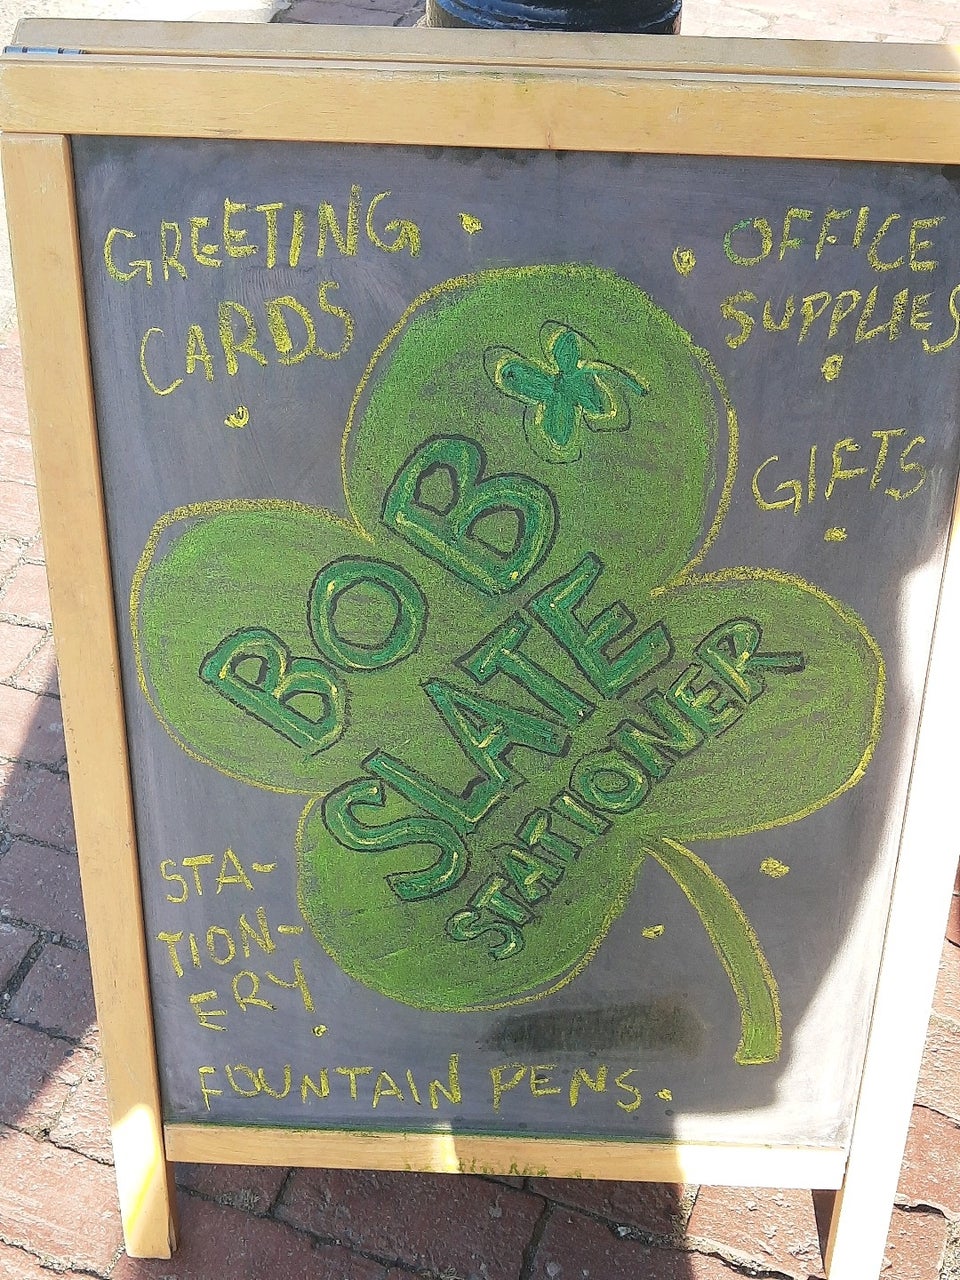 GREETING
CARDS
OFFICE
SUPPLIES
GIFTS
BOB
SLATE
STATIONER
STA-
TION-
ERY
FOUNTAIN PENS.